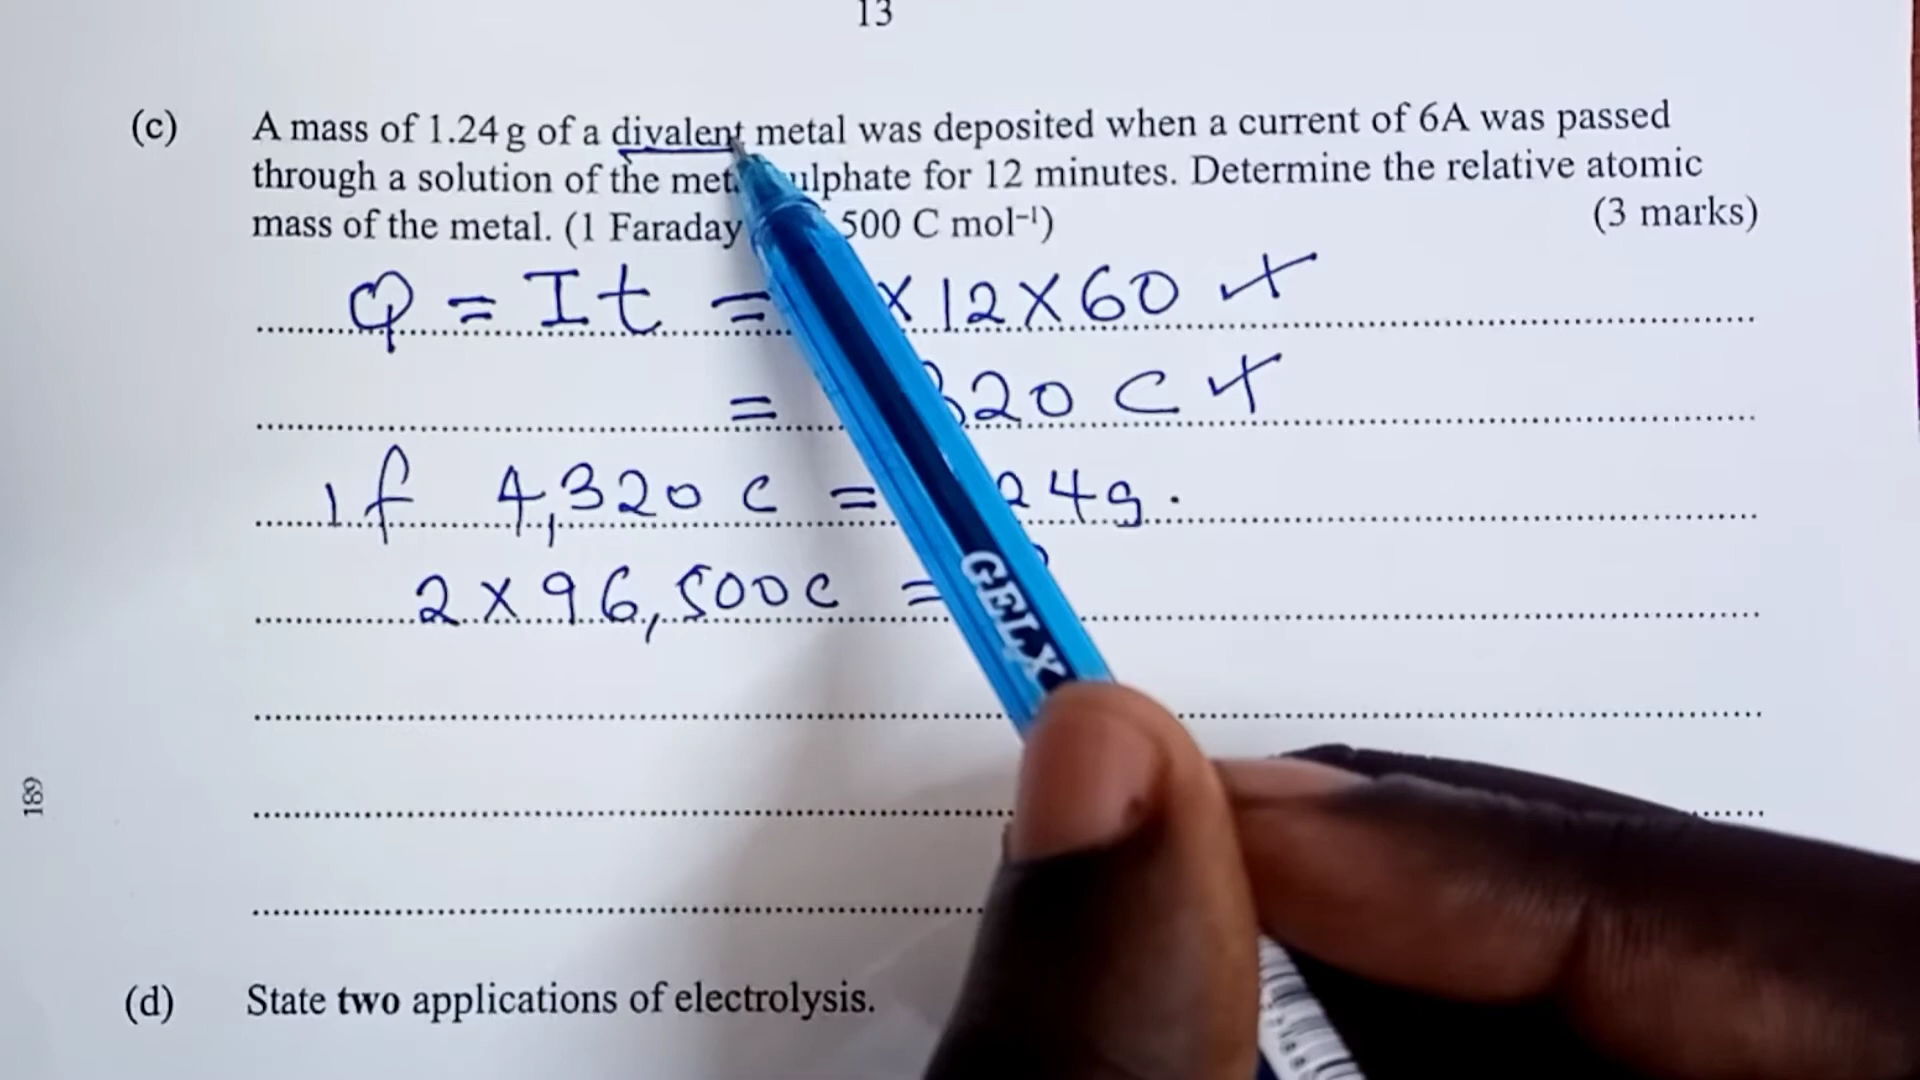 13
(c) A mass of 1.24 g of a divalent metal was deposited when a current of 6A was passed
through a solution of the met ulphate for 12 minutes. Determine the relative atomic
mass of the metal. (1 Faraday 500 C mol⁻¹) (3 marks)
Q = It = x 12 x 60
= 320 C
If 4,320 C = 24g.
2 x 96,500 C =
GELX
189
(d) State two applications of electrolysis.